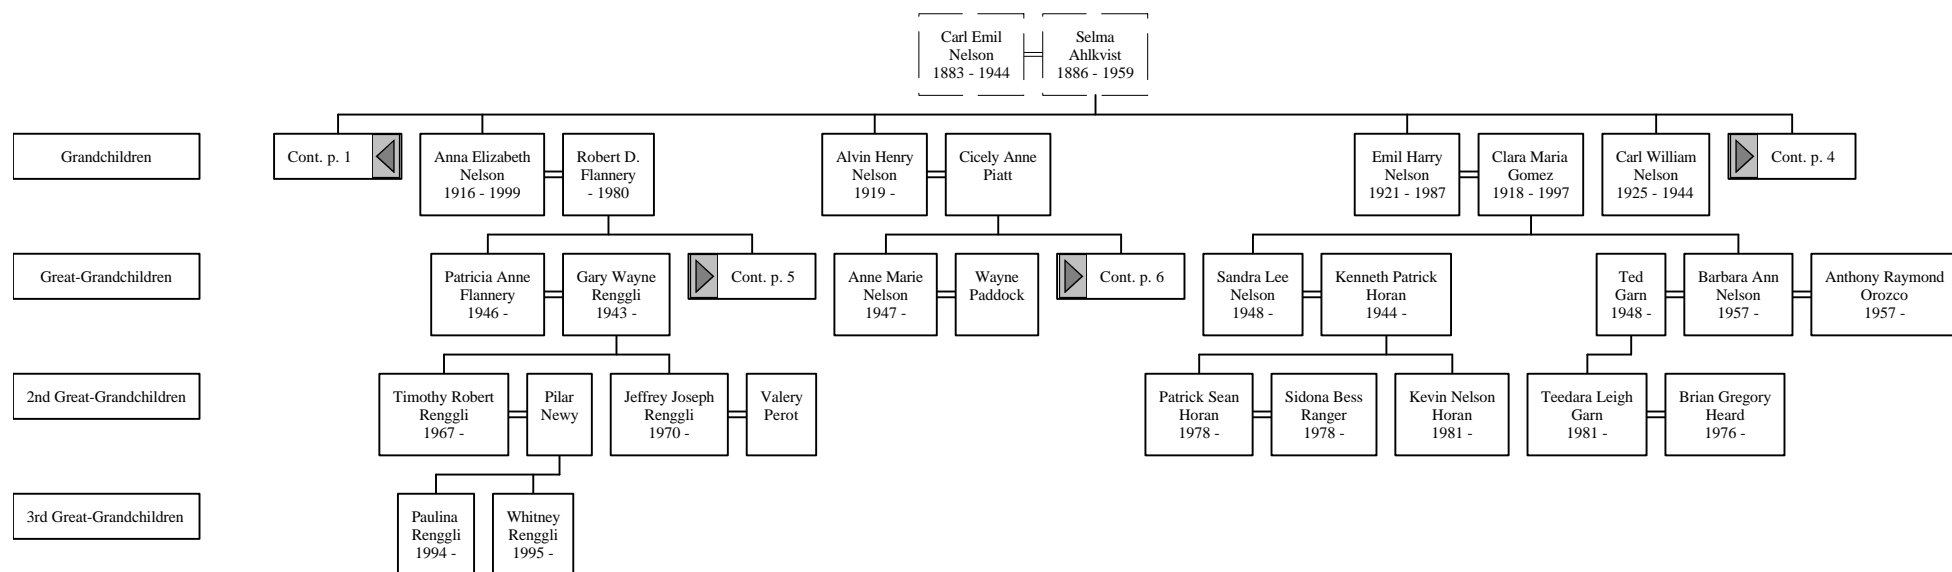 Carl Emil
Nelson
1883 - 1944
Selma
Ahlkvist
1886 - 1959
Grandchildren
Cont. p. 1
Anna Elizabeth
Nelson
1916 - 1999
Robert D.
Flannery
- 1980
Alvin Henry
Nelson
1919 -
Cicely Anne
Piatt
Emil Harry
Nelson
1921 - 1987
Clara Maria
Gomez
1918 - 1997
Carl William
Nelson
1925 - 1944
Cont. p. 4
Great-Grandchildren
Patricia Anne
Flannery
1946 -
Gary Wayne
Renggli
1943 -
Cont. p. 5
Anne Marie
Nelson
1947 -
Wayne
Paddock
Cont. p. 6
Sandra Lee
Nelson
1948 -
Kenneth Patrick
Horan
1944 -
Ted
Garn
1948 -
Barbara Ann
Nelson
1957 -
Anthony Raymond
Orozco
1957 -
2nd Great-Grandchildren
Timothy Robert
Renggli
1967 -
Pilar
Newy
Jeffrey Joseph
Renggli
1970 -
Valery
Perot
Patrick Sean
Horan
1978 -
Sidona Bess
Ranger
1978 -
Kevin Nelson
Horan
1981 -
Teedara Leigh
Garn
1981 -
Brian Gregory
Heard
1976 -
3rd Great-Grandchildren
Paulina
Renggli
1994 -
Whitney
Renggli
1995 -